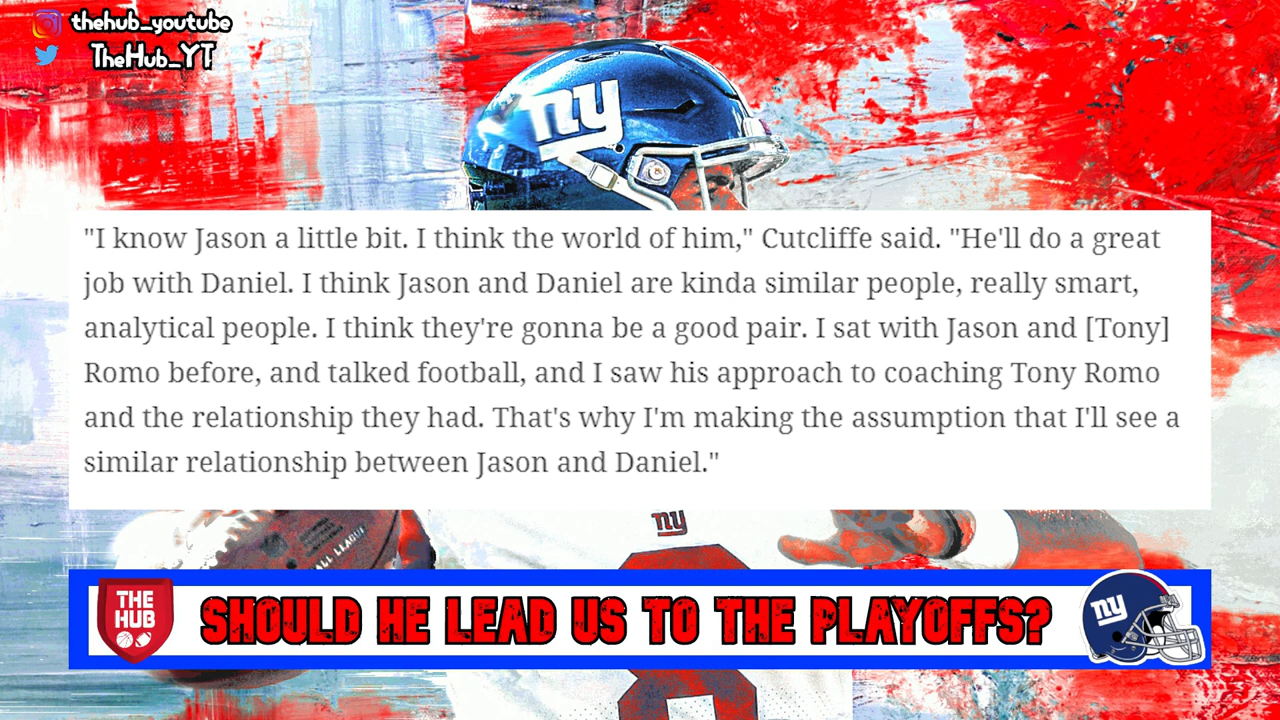 thehub_youtube
TheHub_YT
ny
"I know Jason a little bit. I think the world of him," Cutcliffe said. "He'll do a great
job with Daniel. I think Jason and Daniel are kinda similar people, really smart,
analytical people. I think they're gonna be a good pair. I sat with Jason and [Tony]
Romo before, and talked football, and I saw his approach to coaching Tony Romo
and the relationship they had. That's why I'm making the assumption that I'll see a
similar relationship between Jason and Daniel."
ny
8
THE
HUB
SHOULD HE LEAD US TO THE PLAYOFFS?
ny